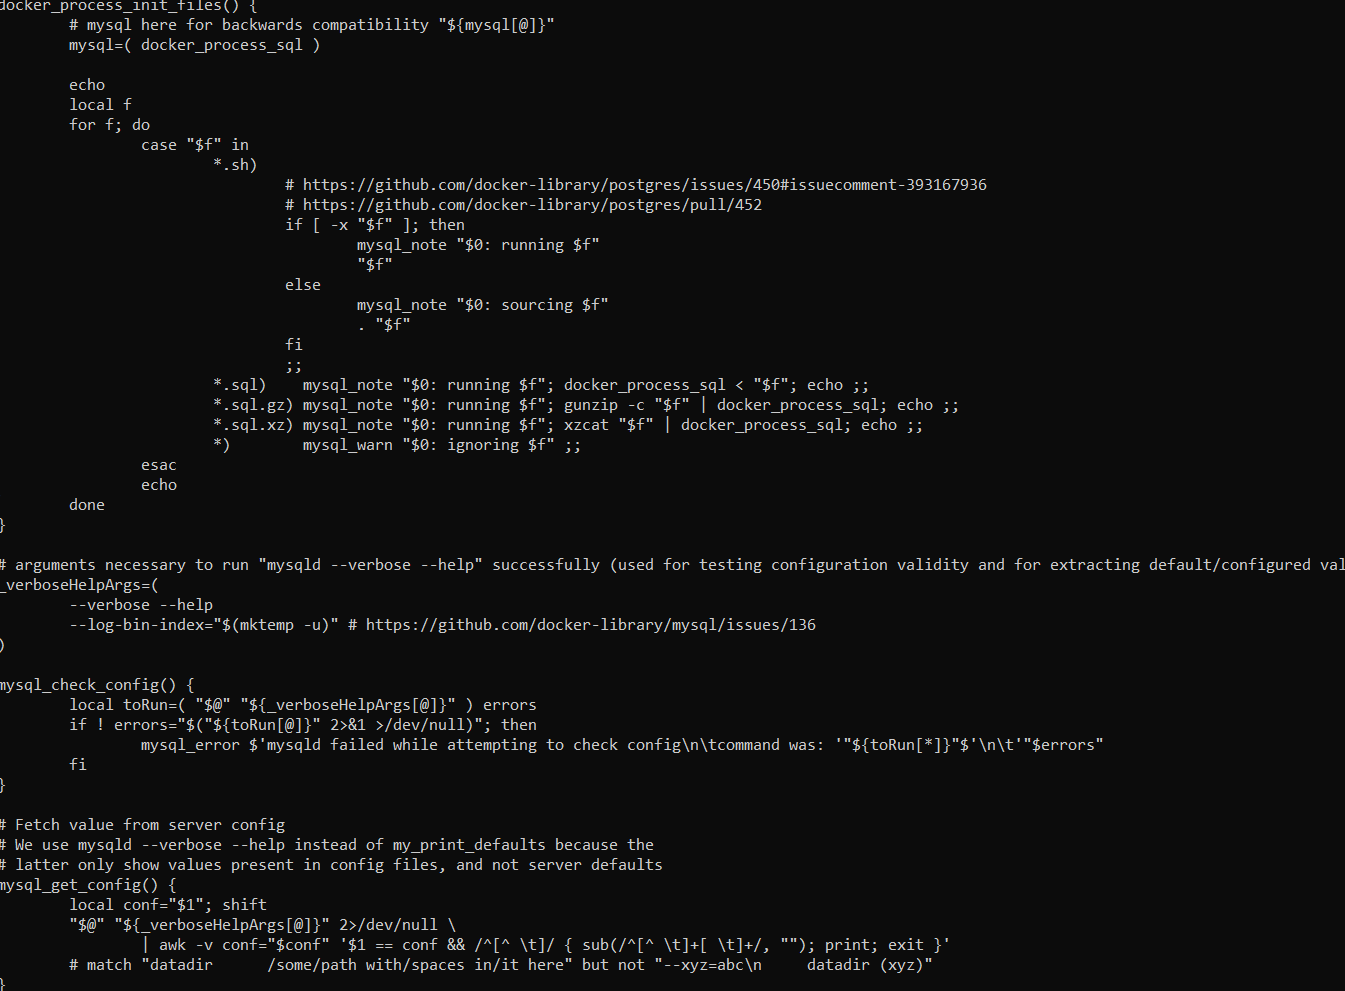 docker_process_init_files() {
# mysql here for backwards compatibility "${mysql[@]}"
mysql=( docker_process_sql )
echo
local f
for f; do
case "$f" in
*.sh)
# https://github.com/docker-library/postgres/issues/450#issuecomment-393167936
# https://github.com/docker-library/postgres/pull/452
if [ -x "$f" ]; then
mysql_note "$0: running $f"
"$f"
else
mysql_note "$0: sourcing $f"
. "$f"
fi
;;
*.sql)    mysql_note "$0: running $f"; docker_process_sql < "$f"; echo ;;
*.sql.gz) mysql_note "$0: running $f"; gunzip -c "$f" | docker_process_sql; echo ;;
*.sql.xz) mysql_note "$0: running $f"; xzcat "$f" | docker_process_sql; echo ;;
*)        mysql_warn "$0: ignoring $f" ;;
esac
echo
done
}
# arguments necessary to run "mysqld --verbose --help" successfully (used for testing configuration validity and for extracting default/configured val
_verboseHelpArgs=(
--verbose --help
--log-bin-index="$(mktemp -u)" # https://github.com/docker-library/mysql/issues/136
)
mysql_check_config() {
local toRun=( "$@" "${_verboseHelpArgs[@]}" ) errors
if ! errors="$("${toRun[@]}" 2>&1 >/dev/null)"; then
mysql_error $'mysqld failed while attempting to check config\n\tcommand was: '"${toRun[*]}"$'\n\t'"$errors"
fi
}
# Fetch value from server config
# We use mysqld --verbose --help instead of my_print_defaults because the
# latter only show values present in config files, and not server defaults
mysql_get_config() {
local conf="$1"; shift
"$@" "${_verboseHelpArgs[@]}" 2>/dev/null \
| awk -v conf="$conf" '$1 == conf && /^[^ \t]/ { sub(/^[^ \t]+[ \t]+/, ""); print; exit }'
# match "datadir      /some/path with/spaces in/it here" but not "--xyz=abc\n     datadir (xyz)"
}